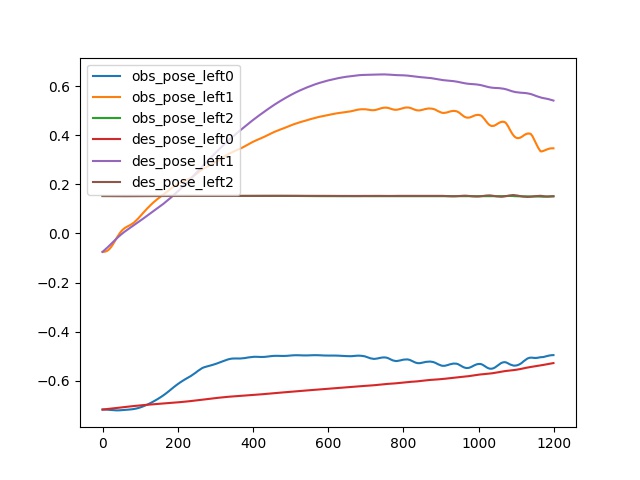 obs_pose_left0
obs_pose_left1
obs_pose_left2
des_pose_left0
des_pose_left1
des_pose_left2
0.6
0.4
0.2
0.0
−0.2
−0.4
−0.6
0 200 400 600 800 1000 1200